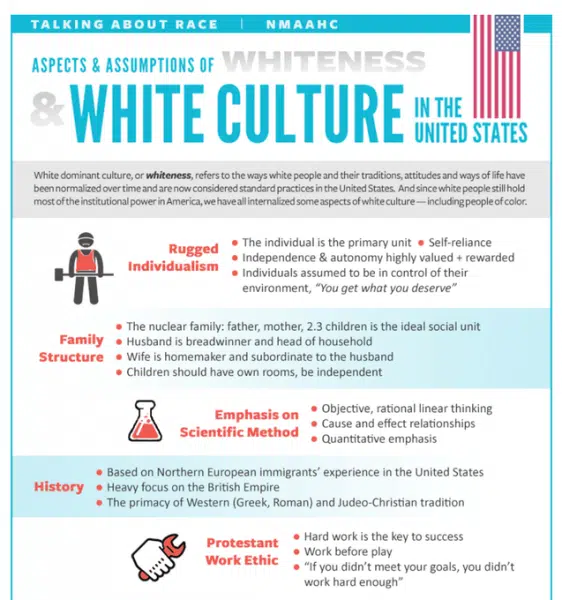 TALKING ABOUT RACE | NMAAHC
ASPECTS & ASSUMPTIONS OF WHITENESS
& WHITE CULTURE IN THE
UNITED STATES
White dominant culture, or whiteness, refers to the ways white people and their traditions, attitudes and ways of life have
been normalized over time and are now considered standard practices in the United States. And since white people still hold
most of the institutional power in America, we have all internalized some aspects of white culture — including people of color.
Rugged
Individualism
• The individual is the primary unit • Self-reliance
• Independence & autonomy highly valued + rewarded
• Individuals assumed to be in control of their
environment, "You get what you deserve"
Family
Structure
• The nuclear family: father, mother, 2.3 children is the ideal social unit
• Husband is breadwinner and head of household
• Wife is homemaker and subordinate to the husband
• Children should have own rooms, be independent
Emphasis on
Scientific Method
• Objective, rational linear thinking
• Cause and effect relationships
• Quantitative emphasis
History
• Based on Northern European immigrants' experience in the United States
• Heavy focus on the British Empire
• The primacy of Western (Greek, Roman) and Judeo-Christian tradition
Protestant
Work Ethic
• Hard work is the key to success
• Work before play
• "If you didn't meet your goals, you didn't
work hard enough"